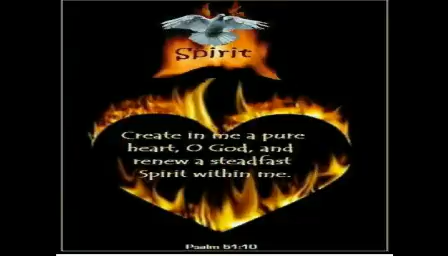 Spirit
Create in me a pure
heart, O God, and
renew a steadfast
Spirit within me.
Psalm 51:10